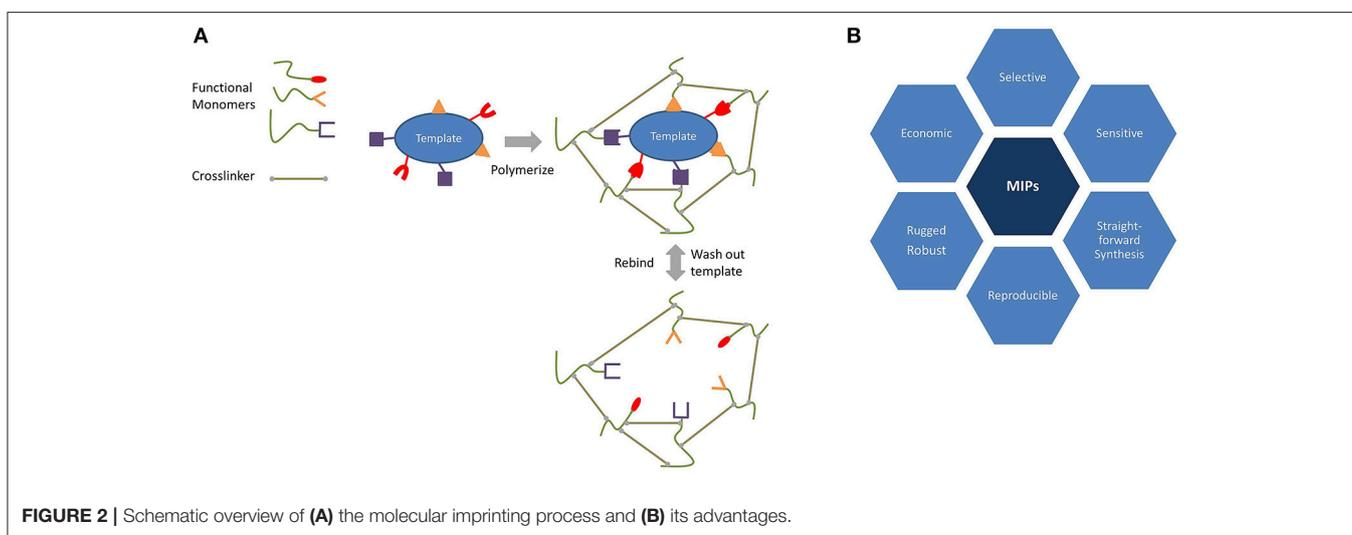 A
Functional
Monomers
Crosslinker
Template
Polymerize
Template
Rebind
Wash out
template
B
Selective
Economic
Sensitive
MIPs
Rugged
Robust
Straight-
forward
Synthesis
Reproducible
FIGURE 2 | Schematic overview of (A) the molecular imprinting process and (B) its advantages.